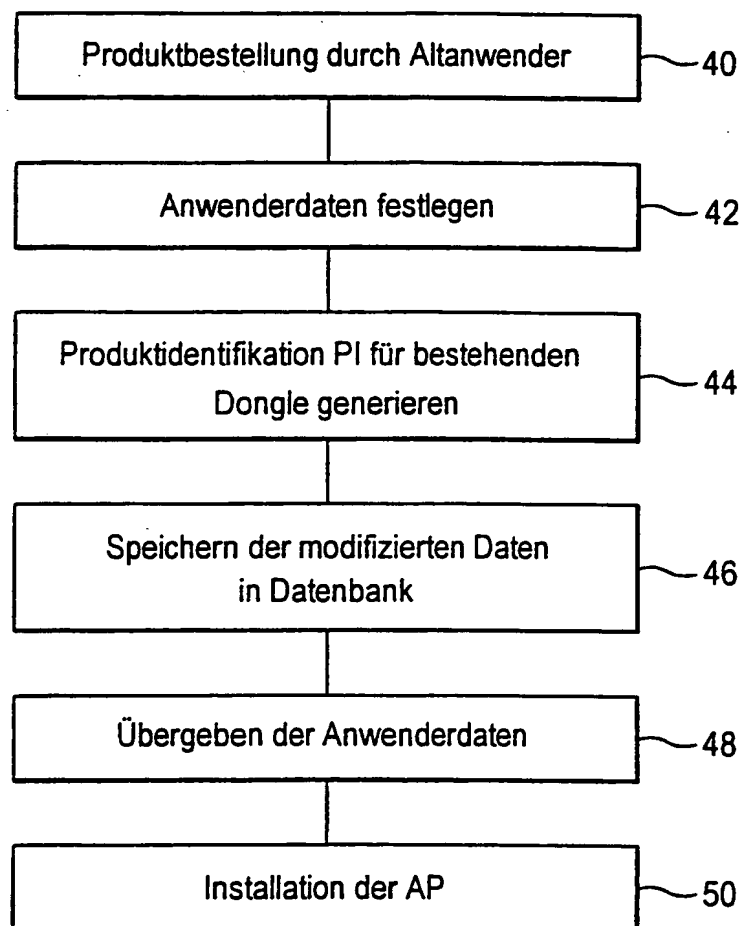 Produktbestellung durch Altanwender
40
Anwenderdaten festlegen
42
Produktidentifikation PI für bestehenden
Dongle generieren
44
Speichern der modifizierten Daten
in Datenbank
46
Übergeben der Anwenderdaten
48
Installation der AP
50